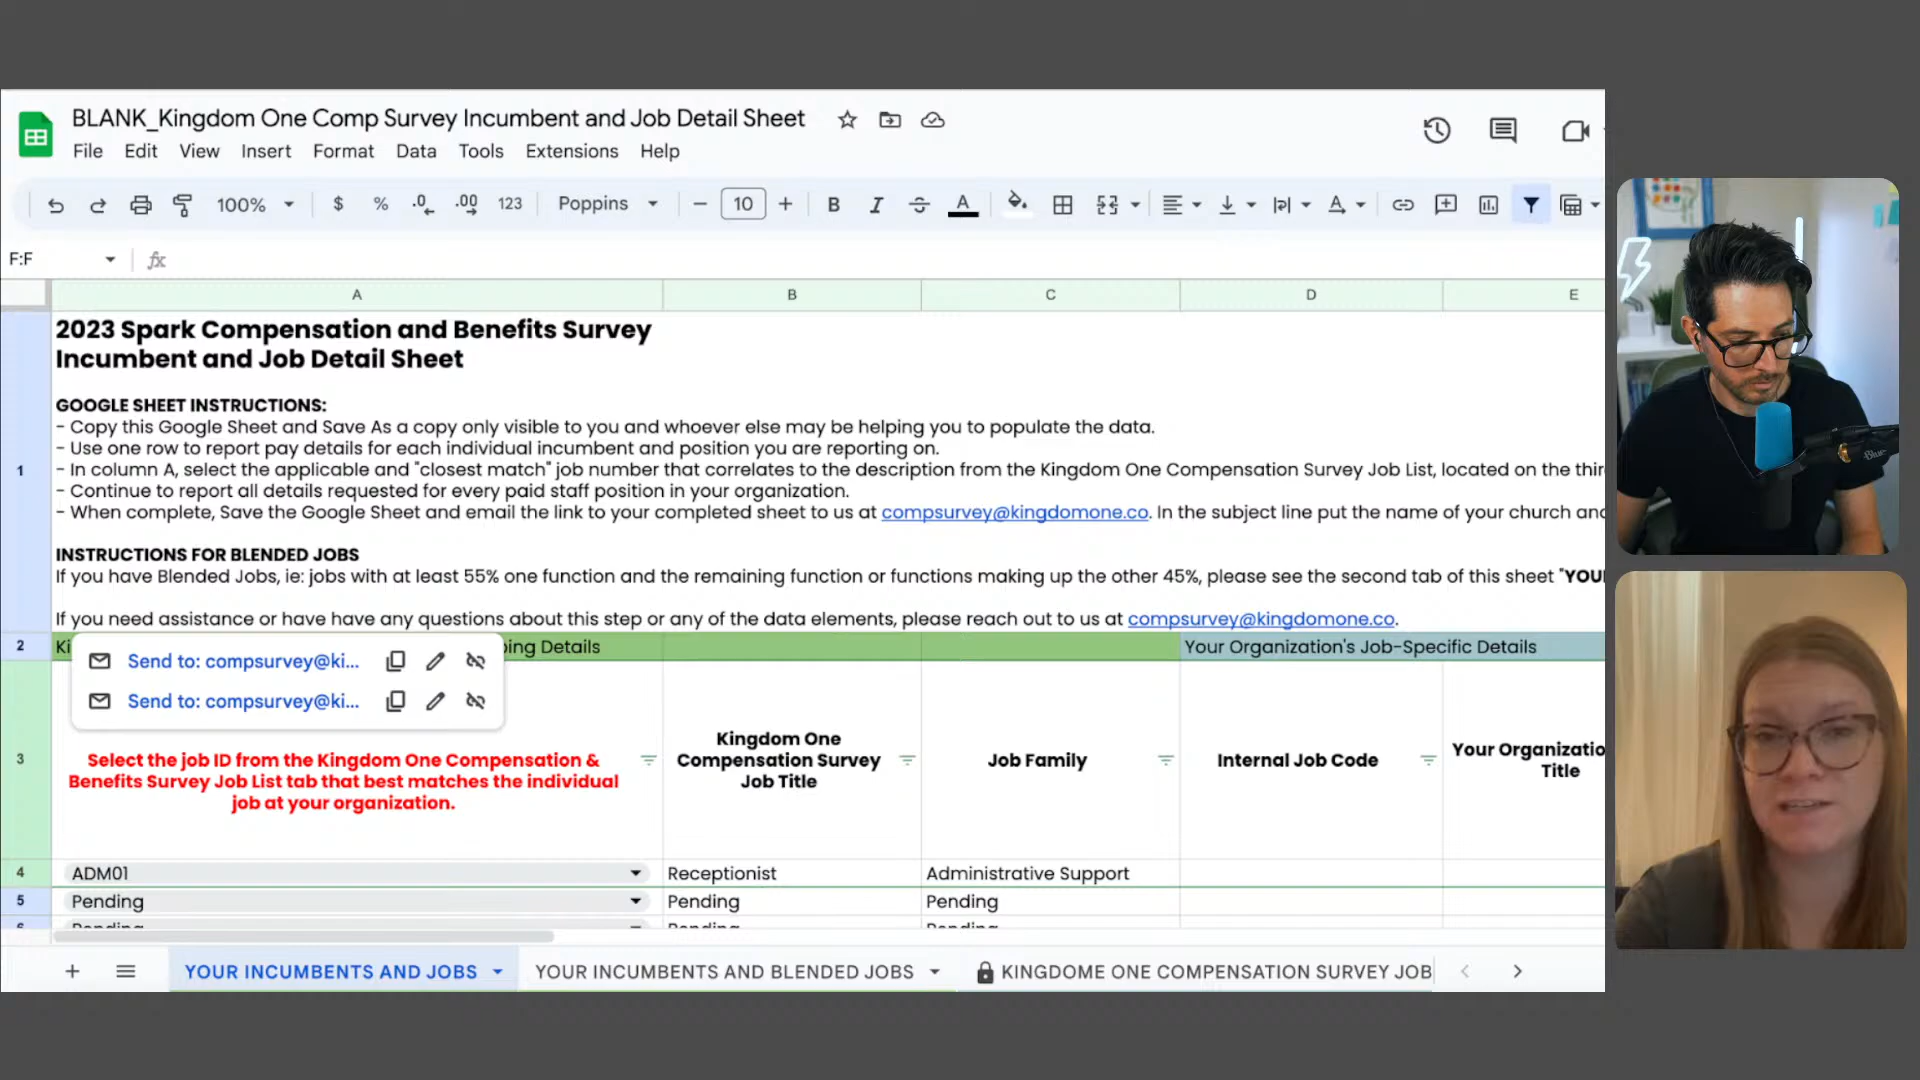 BLANK_Kingdom One Comp Survey Incumbent and Job Detail Sheet
File Edit View Insert Format Data Tools Extensions Help
100% $ % .0 .00 123 Poppins 10 B I A
F:F fx
A B C D E
1
2023 Spark Compensation and Benefits Survey
Incumbent and Job Detail Sheet
GOOGLE SHEET INSTRUCTIONS:
- Copy this Google Sheet and Save As a copy only visible to you and whoever else may be helping you to populate the data.
- Use one row to report pay details for each individual incumbent and position you are reporting on.
- In column A, select the applicable and "closest match" job number that correlates to the description from the Kingdom One Compensation Survey Job List, located on the thir
- Continue to report all details requested for every paid staff position in your organization.
- When complete, Save the Google Sheet and email the link to your completed sheet to us at compsurvey@kingdomone.co. In the subject line put the name of your church and
INSTRUCTIONS FOR BLENDED JOBS
If you have Blended Jobs, ie: jobs with at least 55% one function and the remaining function or functions making up the other 45%, please see the second tab of this sheet "YOU
If you need assistance or have have any questions about this step or any of the data elements, please reach out to us at compsurvey@kingdomone.co.
2 Ki ping Details Your Organization's Job-Specific Details
Send to: compsurvey@ki...
Send to: compsurvey@ki...
3
Select the job ID from the Kingdom One Compensation &
Benefits Survey Job List tab that best matches the individual
job at your organization.
Kingdom One
Compensation Survey
Job Title
Job Family
Internal Job Code
Your Organizatio
Title
4 ADM01 Receptionist Administrative Support
5 Pending Pending Pending
6 Pending Pending Pending
YOUR INCUMBENTS AND JOBS YOUR INCUMBENTS AND BLENDED JOBS KINGDOME ONE COMPENSATION SURVEY JOB
Blue